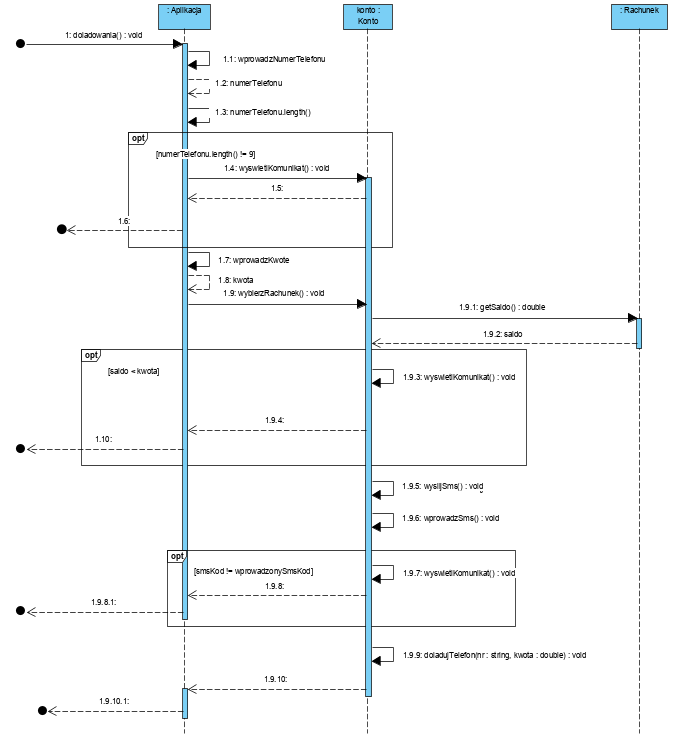 : Aplikacja
konto :
Konto
: Rachunek
1: doladowania() : void
1.1: wprowadzNumerTelefonu
1.2: numerTelefonu
1.3: numerTelefonu.length()
opt
[numerTelefonu.length() != 9]
1.4: wyswietlKomunikat() : void
1.5:
1.6:
1.7: wprowadzKwote
1.8: kwota
1.9: wybierzRachunek() : void
1.9.1: getSaldo() : double
1.9.2: saldo
opt
[saldo < kwota]
1.9.3: wyswietlKomunikat() : void
1.9.4:
1.10:
1.9.5: wyslijSms() : void
1.9.6: wprowadzSms() : void
opt
[smsKod != wprowadzonySmsKod]
1.9.7: wyswietlKomunikat() : void
1.9.8:
1.9.8.1:
1.9.9: doladujTelefon(nr : string, kwota : double) : void
1.9.10:
1.9.10.1: